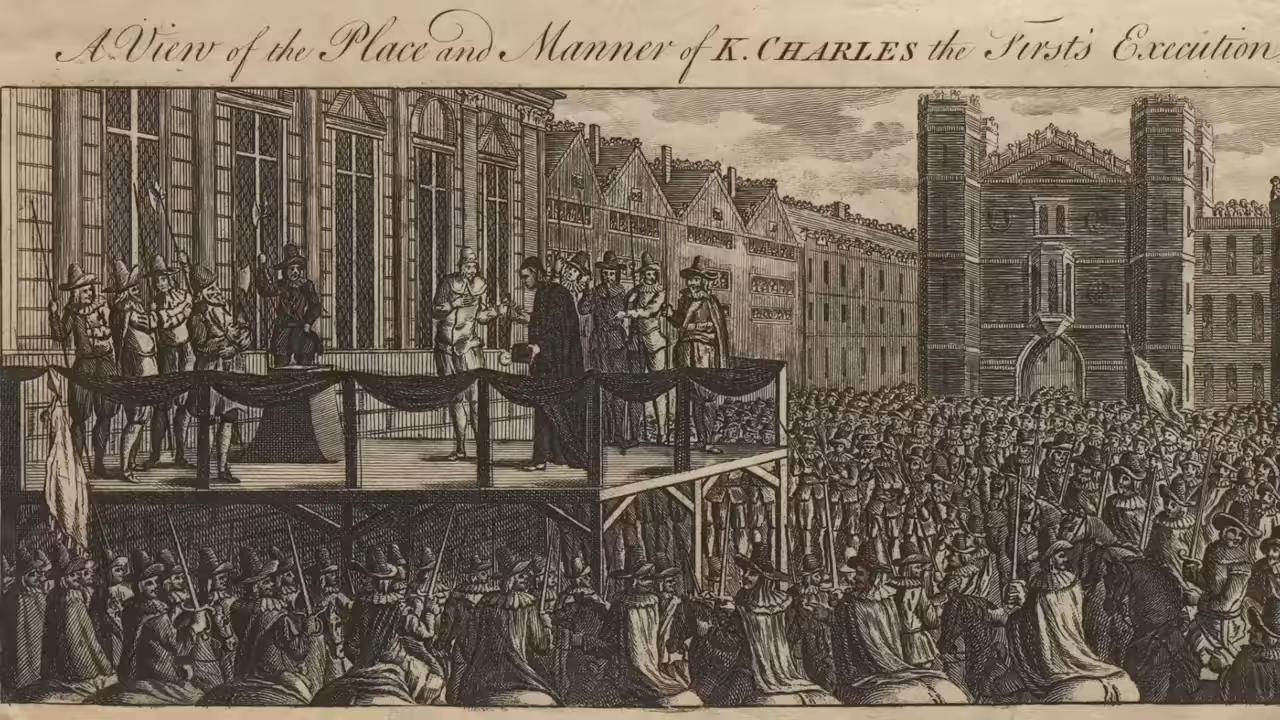 A View of the Place and Manner of K. CHARLES the First's Execution.